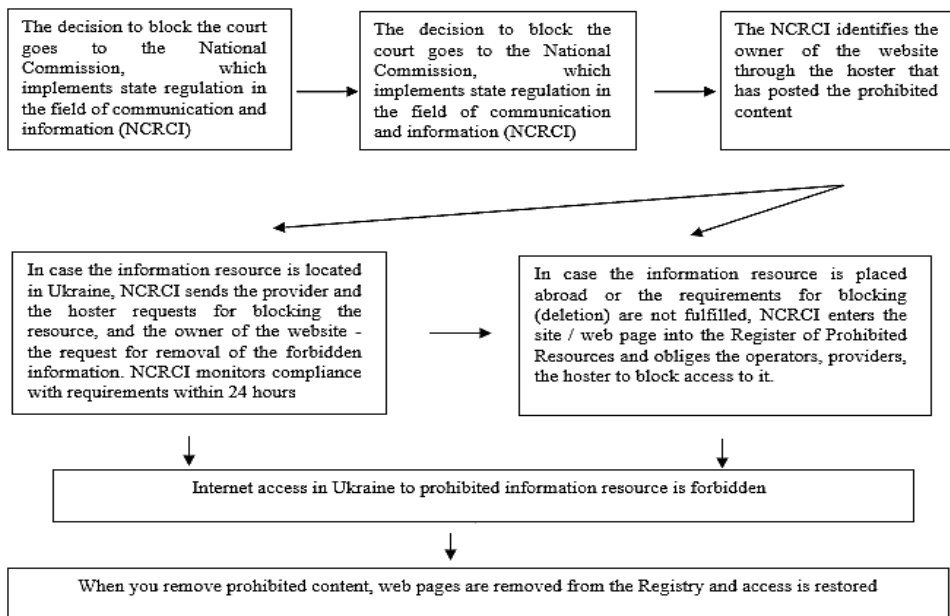 The decision to block the court
goes to the National
Commission, which
implements state regulation in
the field of communication and
information (NCRCI)
The decision to block the
court goes to the National
Commission, which
implements state regulation in
the field of communication
and information (NCRCI)
The NCRCI identifies the
owner of the website
through the hoster that
has posted the prohibited
content
In case the information resource is located
in Ukraine, NCRCI sends the provider and
the hoster requests for blocking the
resource, and the owner of the website -
the request for removal of the forbidden
information. NCRCI monitors compliance
with requirements within 24 hours
In case the information resource is placed
abroad or the requirements for blocking
(deletion) are not fulfilled, NCRCI enters the
site / web page into the Register of Prohibited
Resources and obliges the operators, providers,
the hoster to block access to it.
Internet access in Ukraine to prohibited information resource is forbidden
When you remove prohibited content, web pages are removed from the Registry and access is restored